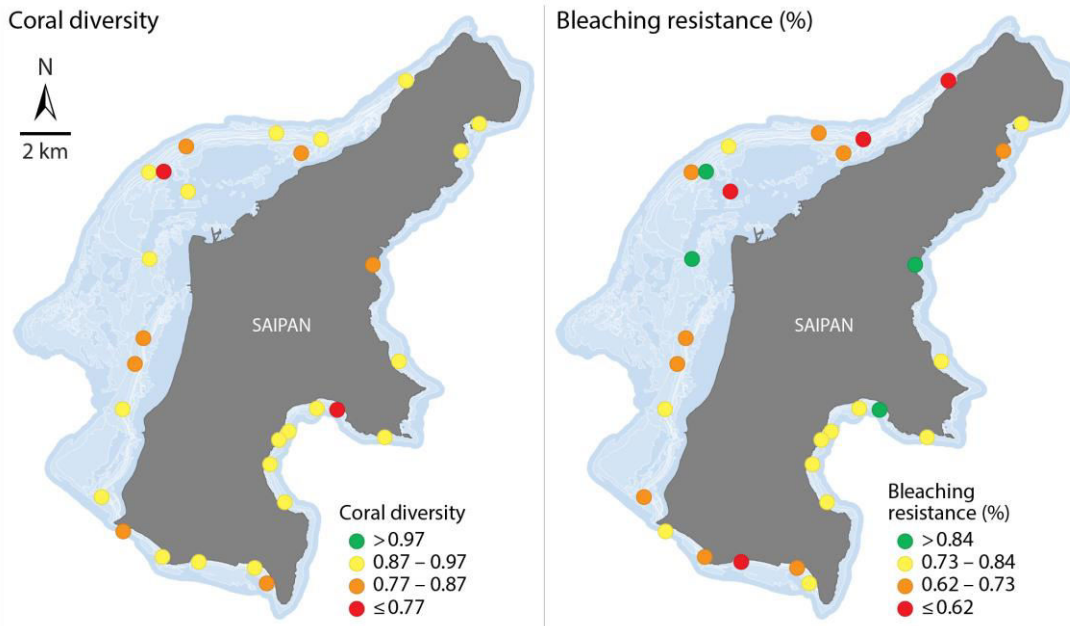 Coral diversity
N
2 km
SAIPAN
Coral diversity
>0.97
0.87 – 0.97
0.77 – 0.87
≤0.77
Bleaching resistance (%)
SAIPAN
Bleaching
resistance (%)
>0.84
0.73 – 0.84
0.62 – 0.73
≤0.62